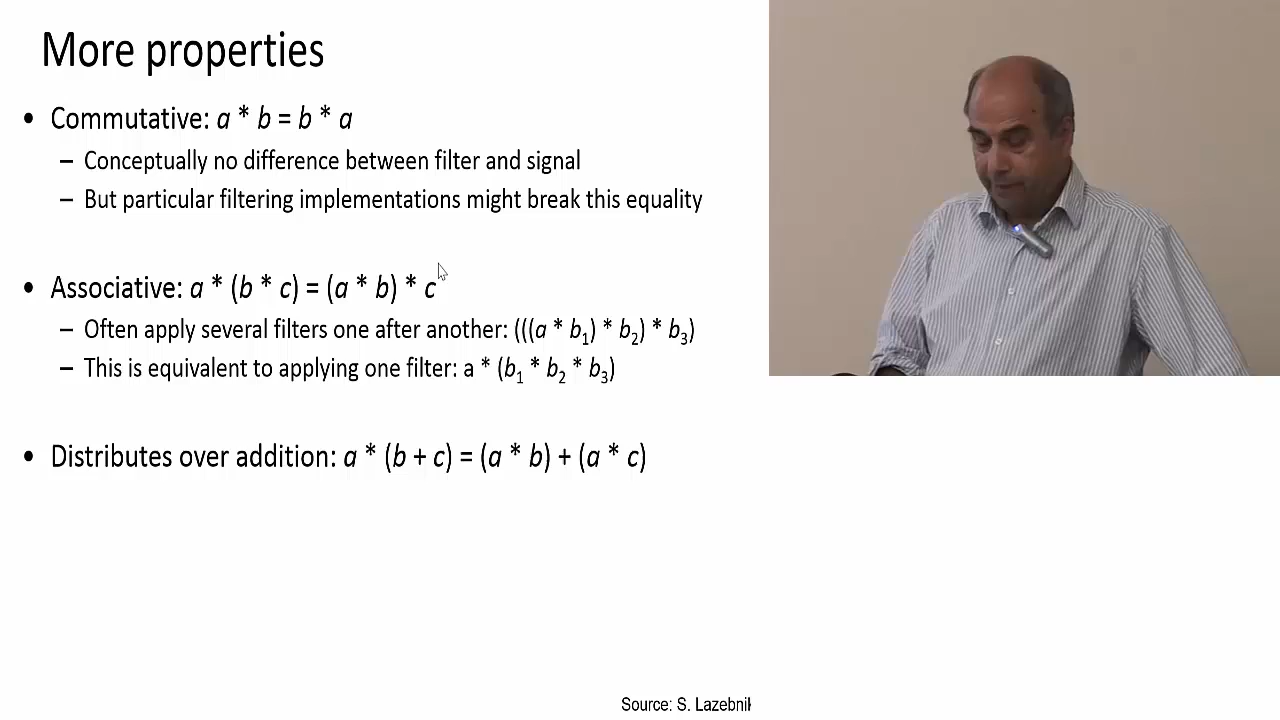 More properties
• Commutative: a * b = b * a
– Conceptually no difference between filter and signal
– But particular filtering implementations might break this equality
• Associative: a * (b * c) = (a * b) * c
– Often apply several filters one after another: (((a * b1) * b2) * b3)
– This is equivalent to applying one filter: a * (b1 * b2 * b3)
• Distributes over addition: a * (b + c) = (a * b) + (a * c)
Source: S. Lazebnik